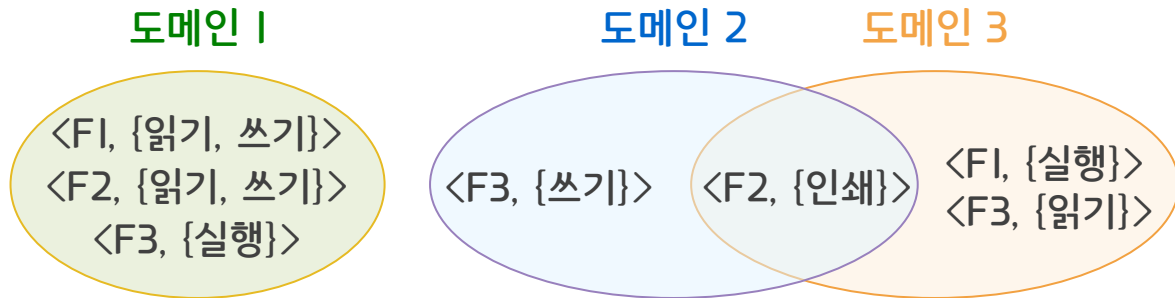 도메인 1
도메인 2
도메인 3
<F1, {읽기, 쓰기}>
<F2, {읽기, 쓰기}>
<F3, {실행}>
<F3, {쓰기}>
<F2, {인쇄}>
<F1, {실행}>
<F3, {읽기}>